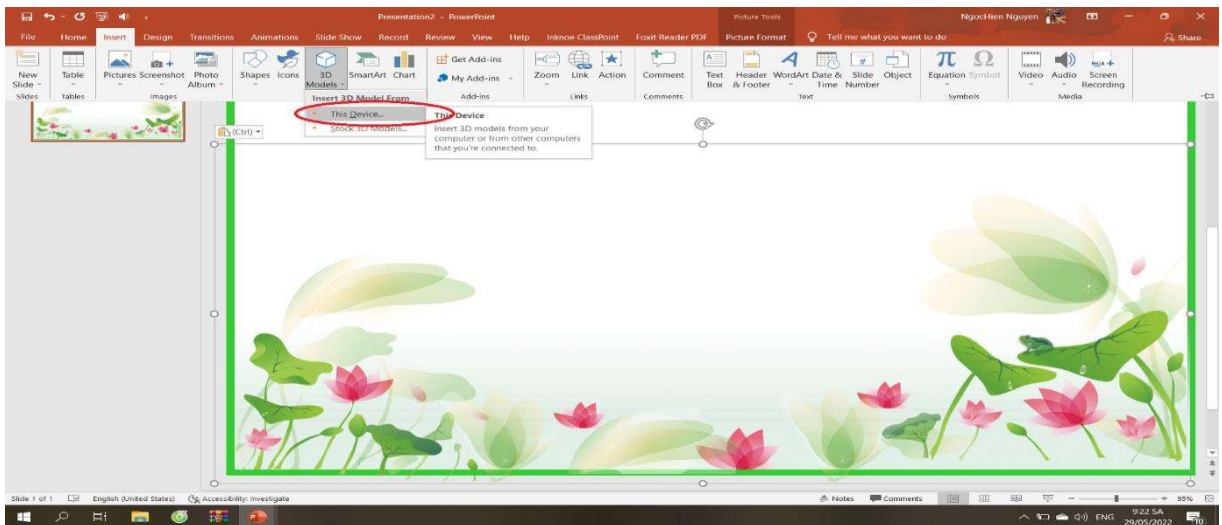 Presentation2 - PowerPoint
Picture Tools
NgocHien Nguyen
File Home Insert Design Transitions Animations Slide Show Record Review View Help Inknoe ClassPoint Foxit Reader PDF Picture Format Tell me what you want to do Share
New Slide
Table
Pictures
Screenshot
Photo Album
Shapes
Icons
3D Models
SmartArt
Chart
Get Add-ins
My Add-ins
Zoom
Link
Action
Comment
Text Box
Header & Footer
WordArt
Date & Time
Slide Number
Object
Equation
Symbol
Video
Audio
Screen Recording
Slides Tables Images Add-ins Links Comments Text Symbols Media
Insert 3D Model From
This Device...
Stock 3D Models...
This Device
Insert 3D models from your
computer or from other computers
that you're connected to.
(Ctrl)
Slide 1 of 1 English (United States) Accessibility: Investigate Notes Comments 95%
ENG
9:22 SA
29/05/2022